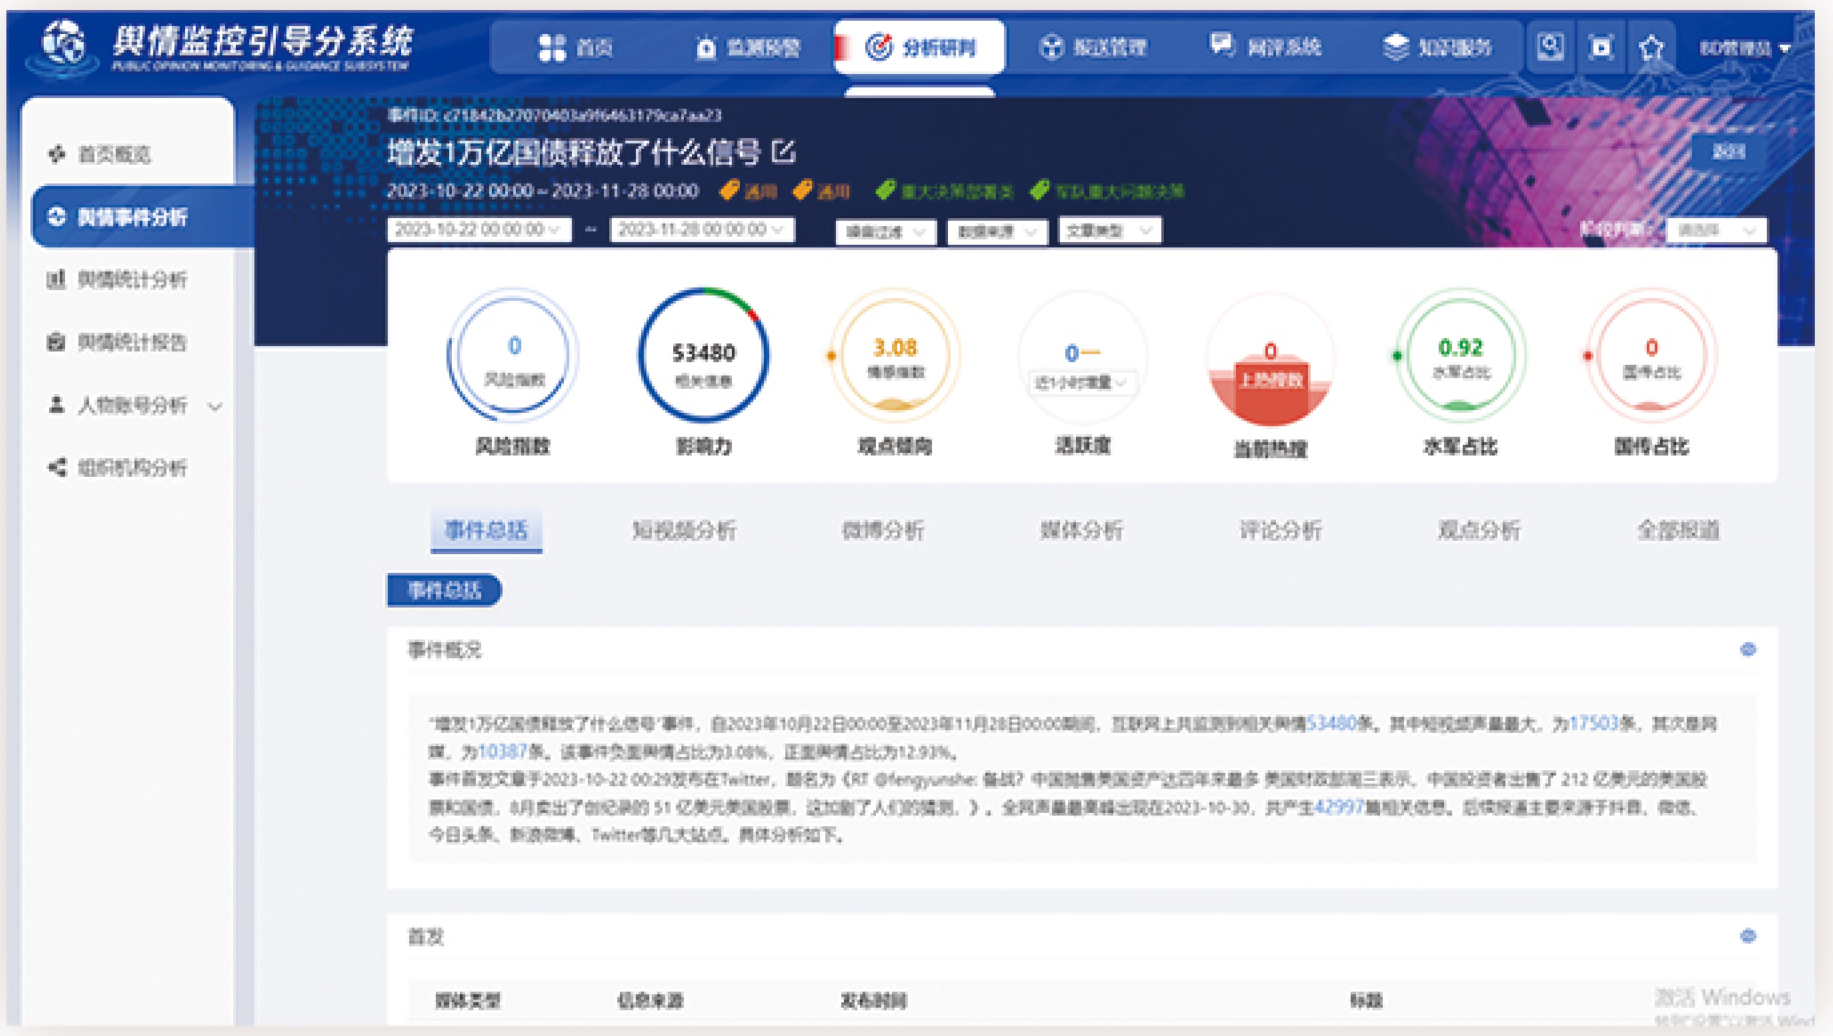 舆情监控引导分系统
PUBLIC OPINION MONITORING & GUIDANCE SUBSYSTEM
首页
监测预警
分析研判
报送管理
网评系统
知识服务
BD管理员
首页概览
舆情事件分析
舆情统计分析
舆情统计报告
人物账号分析
组织机构分析
事件ID: c71842b27070403a9f6463179ca7aa23
增发1万亿国债释放了什么信号
返回
2023-10-22 00:00 ~ 2023-11-28 00:00 通用 通用 重大决策部署类 军队重大问题决策
2023-10-22 00:00:00 ~ 2023-11-28 00:00:00 噪音过滤 数据来源 文章类型
阶段判断: 请选择
0
风险指数
风险指数
53480
相关信息
影响力
3.08
情感指数
观点倾向
0—
近1小时增量
活跃度
0
上热搜数
当前热搜
0.92
水军占比
水军占比
0
国传占比
国传占比
事件总括 短视频分析 微博分析 媒体分析 评论分析 观点分析 全部报道
事件总括
事件概况
“增发1万亿国债释放了什么信号”事件，自2023年10月22日00:00至2023年11月28日00:00期间，互联网上共监测到相关舆情53480条。其中短视频声量最大，为17503条，其次是网
媒，为10387条。该事件负面舆情占比为3.08%，正面舆情占比为12.93%。
事件首发文章于2023-10-22 00:29发布在Twitter，题名为《RT @fengyunshe: 备战？中国抛售美国资产达四年来最多 美国财政部周三表示，中国投资者出售了 212 亿美元的美国股
票和国债，8月卖出了创纪录的 51 亿美元美国股票，这加剧了人们的猜测，》。全网声量最高峰出现在2023-10-30，共产生42997篇相关信息。后续报道主要来源于抖音、微信、
今日头条、新浪微博、Twitter等几大站点。具体分析如下。
首发
媒体类型 信息来源 发布时间 标题
激活 Windows